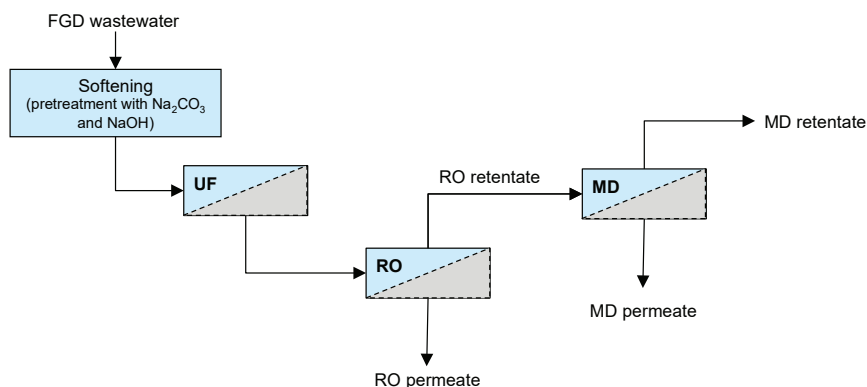 FGD wastewater
Softening
(pretreatment with Na₂CO₃
and NaOH)
UF
RO retentate
MD
MD retentate
RO
MD permeate
RO permeate